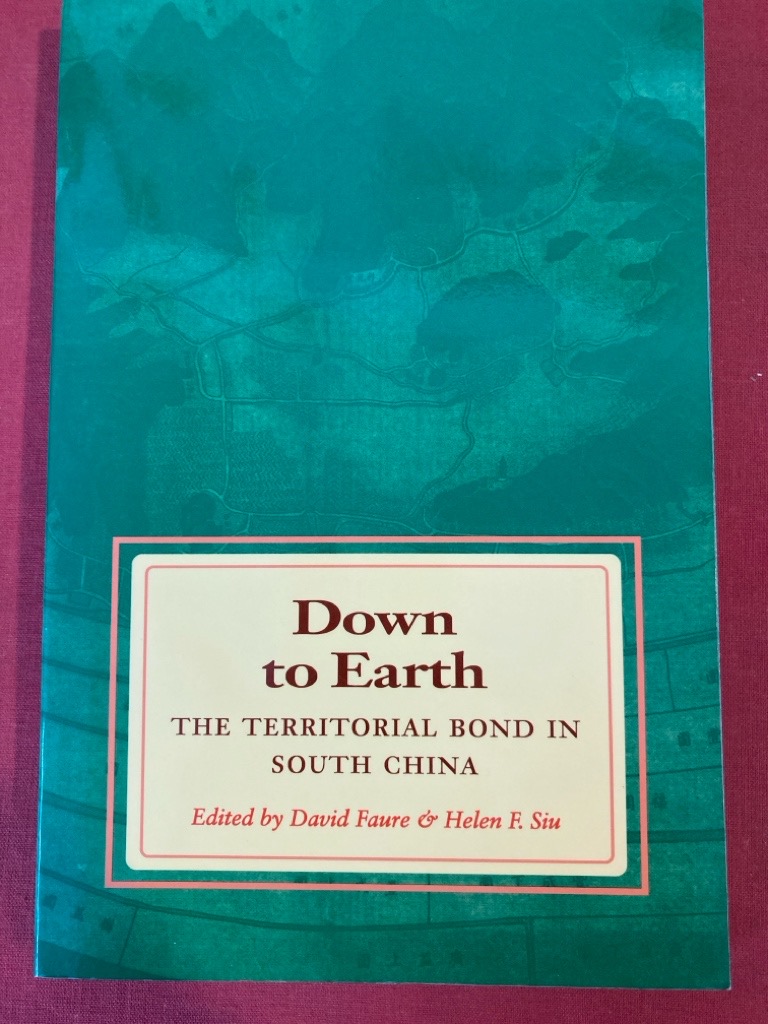 Down
to Earth
THE TERRITORIAL BOND IN
SOUTH CHINA
Edited by David Faure & Helen F. Siu